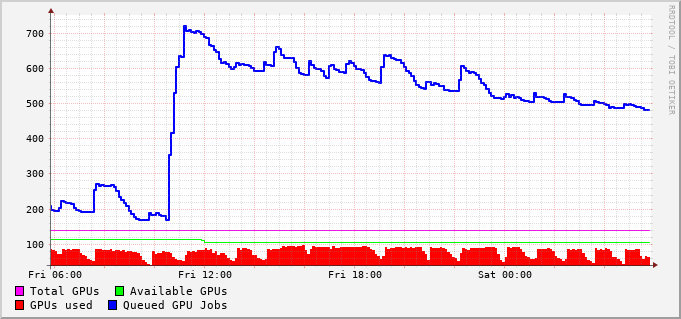 700
600
500
400
300
200
100
Fri 06:00 Fri 12:00 Fri 18:00 Sat 00:00
Total GPUs Available GPUs
GPUs used Queued GPU Jobs
RRDTOOL / TOBI OETIKER